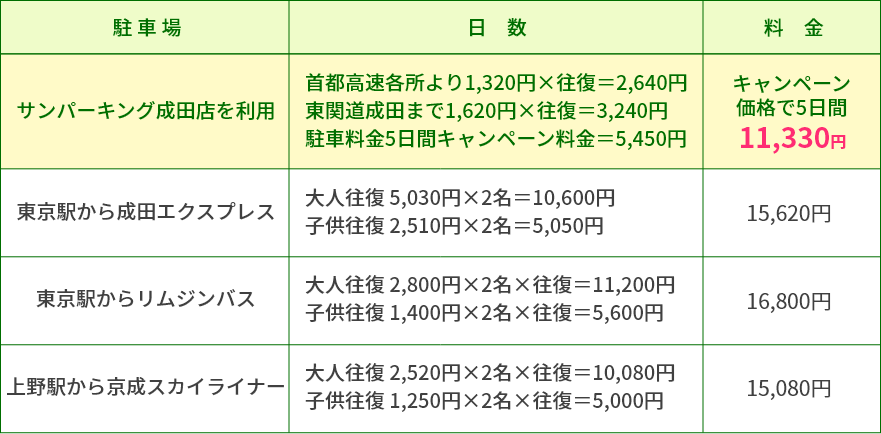 駐車場
日 数
料 金
サンパーキング成田店を利用
首都高速各所より1,320円×往復＝2,640円
東関道成田まで1,620円×往復＝3,240円
駐車料金5日間キャンペーン料金＝5,450円
キャンペーン
価格で5日間
11,330円
東京駅から成田エクスプレス
大人往復 5,030円×2名＝10,600円
子供往復 2,510円×2名＝5,050円
15,620円
東京駅からリムジンバス
大人往復 2,800円×2名×往復＝11,200円
子供往復 1,400円×2名×往復＝5,600円
16,800円
上野駅から京成スカイライナー
大人往復 2,520円×2名×往復＝10,080円
子供往復 1,250円×2名×往復＝5,000円
15,080円